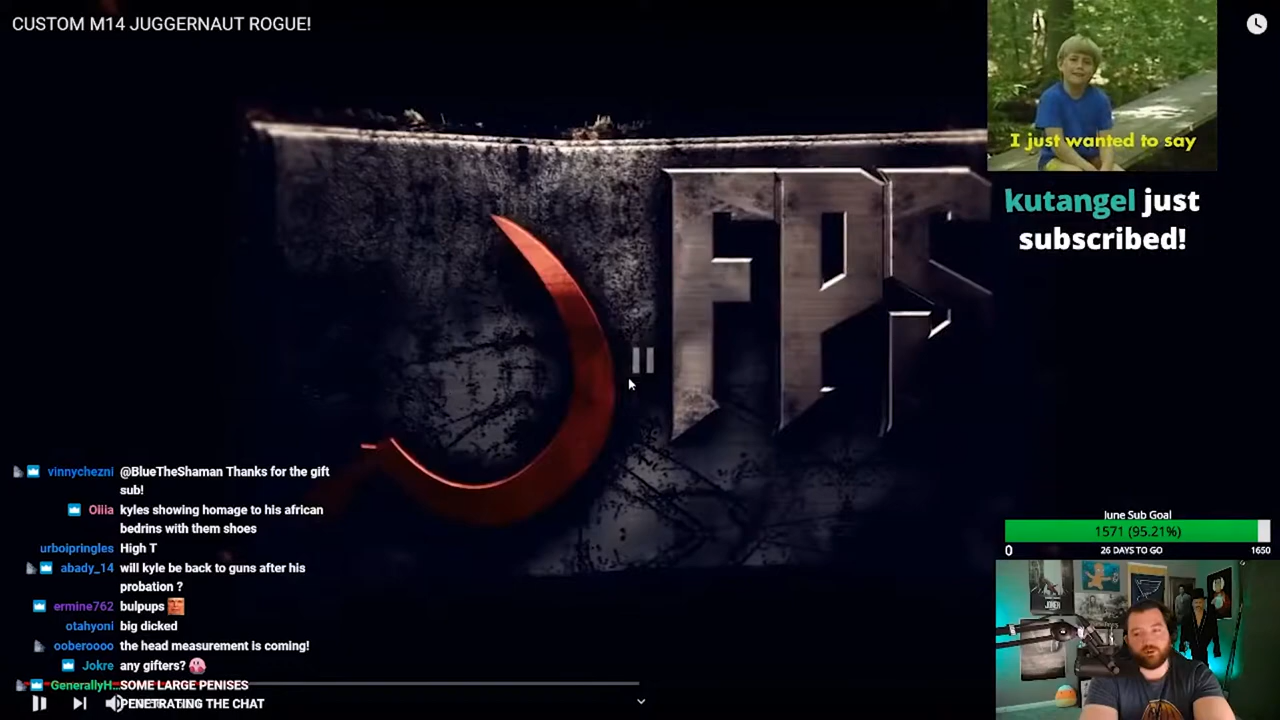 CUSTOM M14 JUGGERNAUT ROGUE!
FPS
I just wanted to say
kutangel just
subscribed!
vinnycheznl @BlueTheShaman Thanks for the gift
sub!
Oliia kyles showing homage to his african
bedrins with them shoes
urboipringles High T
abady_14 will kyle be back to guns after his
probation ?
ermine762 bulpups
otahyoni big dicked
ooberoooo the head measurement is coming!
Jokre any gifters?
GenerallyH... SOME LARGE PENISES
PENETRATING THE CHAT
June Sub Goal
1571 (95.21%)
0 26 DAYS TO GO 1650